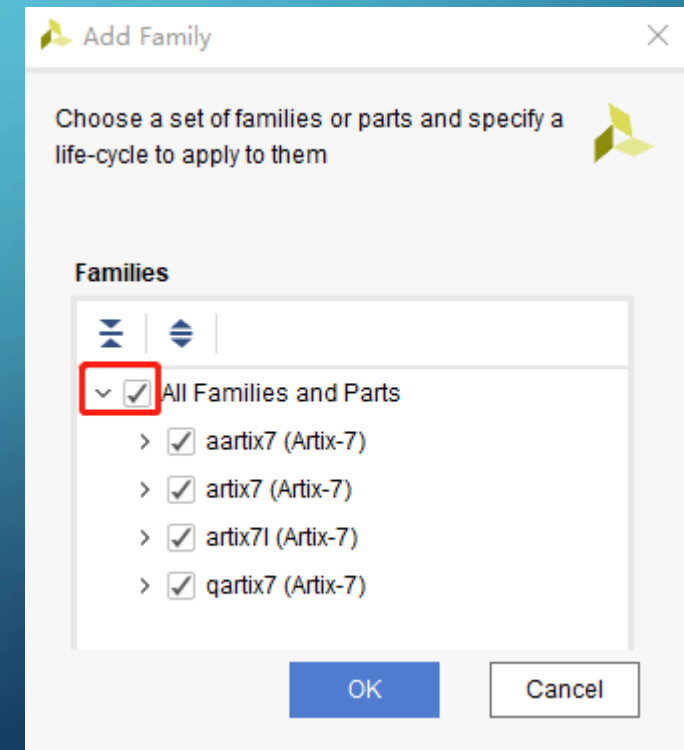 Add Family
Choose a set of families or parts and specify a
life-cycle to apply to them
Families
All Families and Parts
aartix7 (Artix-7)
artix7 (Artix-7)
artix7l (Artix-7)
qartix7 (Artix-7)
OK
Cancel